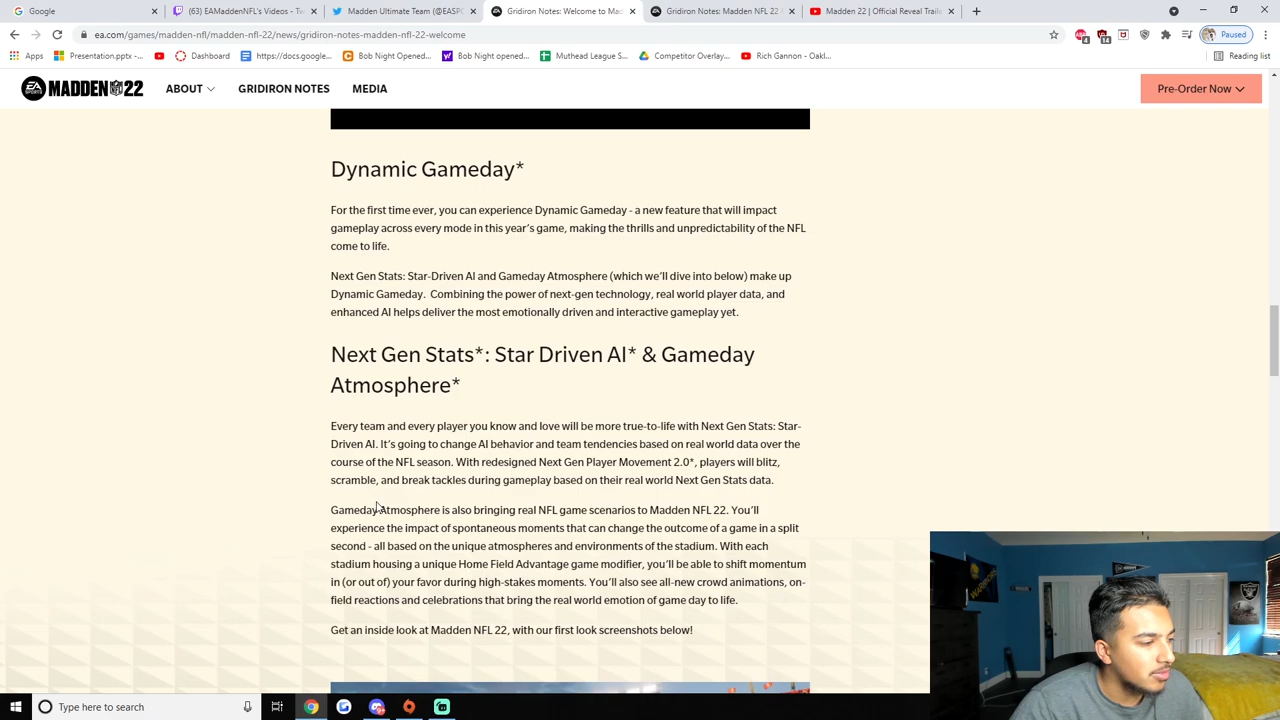 Google
(63) EAMaddenNFL's Videos - Tw
Madden Ultimate Team (@EASPO
Gridiron Notes: Welcome to Ma
Gridiron Notes: Madden NFL 22
Madden 22 | Official Reveal Traile
ea.com/games/madden-nfl/madden-nfl-22/news/gridiron-notes-madden-nfl-22-welcome
4
14
Paused
Apps
Presentation.pptx -...
Dashboard
https://docs.google...
Bob Night opened...
Bob Night opened...
Muthead League S...
Competitor Overlay...
Rich Gannon - Oakl...
Reading list
EA SPORTS MADDEN NFL 22
ABOUT
GRIDIRON NOTES
MEDIA
Pre-Order Now
Dynamic Gameday*
For the first time ever, you can experience Dynamic Gameday - a new feature that will impact
gameplay across every mode in this year's game, making the thrills and unpredictability of the NFL
come to life.
Next Gen Stats: Star-Driven AI and Gameday Atmosphere (which we'll dive into below) make up
Dynamic Gameday. Combining the power of next-gen technology, real world player data, and
enhanced AI helps deliver the most emotionally driven and interactive gameplay yet.
Next Gen Stats*: Star Driven AI* & Gameday
Atmosphere*
Every team and every player you know and love will be more true-to-life with Next Gen Stats: Star-
Driven AI. It's going to change AI behavior and team tendencies based on real world data over the
course of the NFL season. With redesigned Next Gen Player Movement 2.0*, players will blitz,
scramble, and break tackles during gameplay based on their real world Next Gen Stats data.
Gameday Atmosphere is also bringing real NFL game scenarios to Madden NFL 22. You'll
experience the impact of spontaneous moments that can change the outcome of a game in a split
second - all based on the unique atmospheres and environments of the stadium. With each
stadium housing a unique Home Field Advantage game modifier, you'll be able to shift momentum
in (or out of) your favor during high-stakes moments. You'll also see all-new crowd animations, on-
field reactions and celebrations that bring the real world emotion of game day to life.
Get an inside look at Madden NFL 22, with our first look screenshots below!
Type here to search